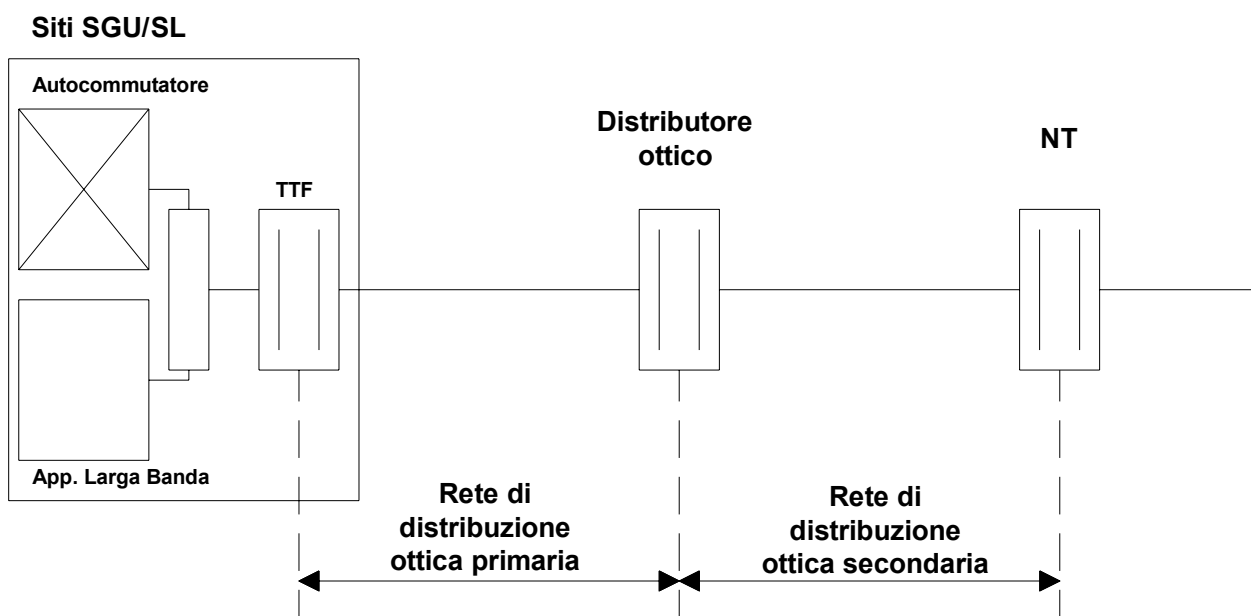 Siti SGU/SL
Autocommutatore
Distributore
ottico
NT
TTF
App. Larga Banda
Rete di
distribuzione
ottica primaria
Rete di
distribuzione
ottica secondaria